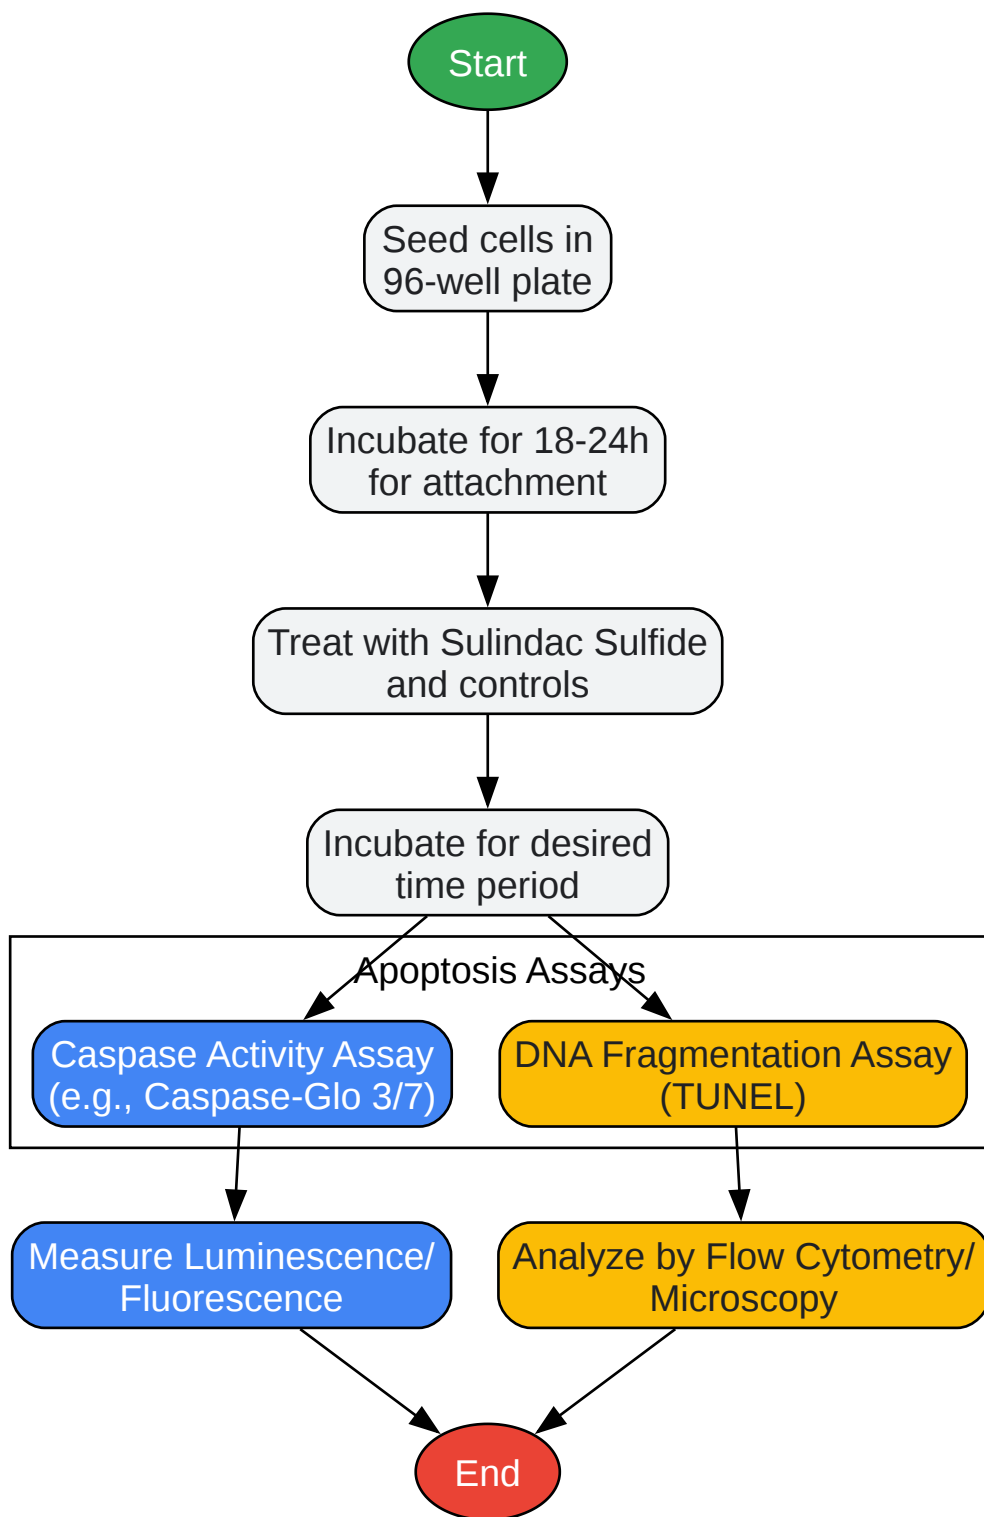 Start
Seed cells in
96-well plate
Incubate for 18-24h
for attachment
Treat with Sulindac Sulfide
and controls
Incubate for desired
time period
Apoptosis Assays
Caspase Activity Assay
(e.g., Caspase-Glo 3/7)
DNA Fragmentation Assay
(TUNEL)
Measure Luminescence/
Fluorescence
Analyze by Flow Cytometry/
Microscopy
End